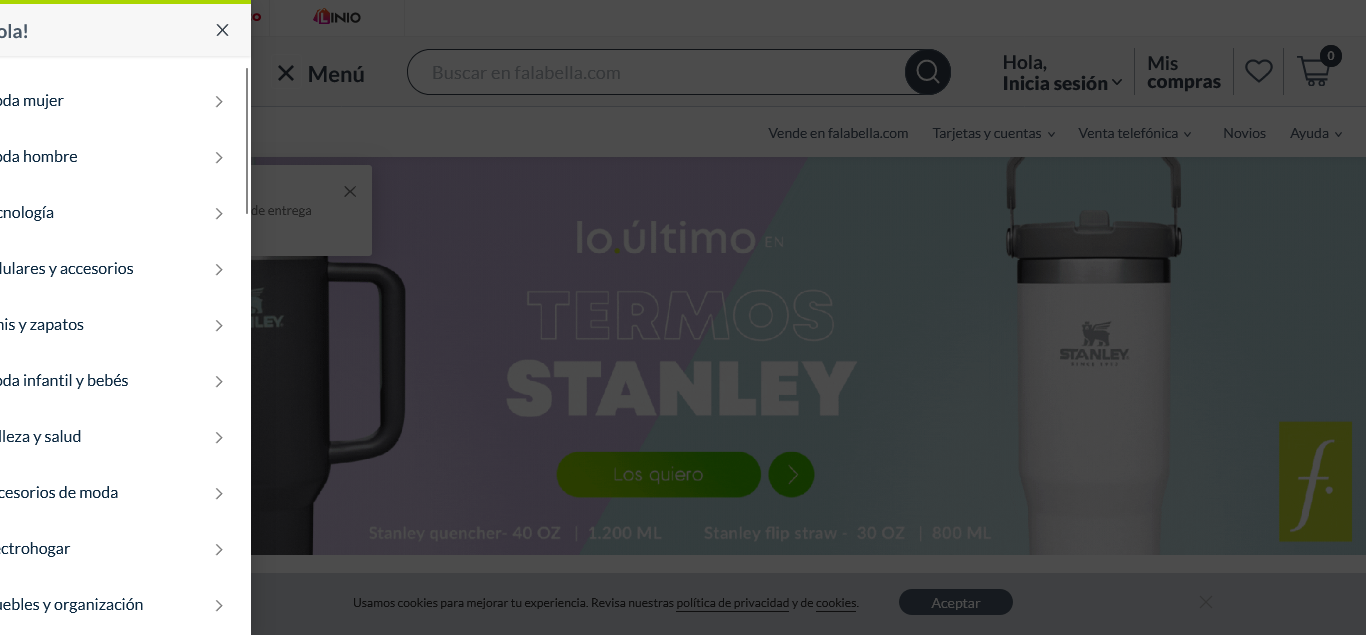 LINIO
ola!
Menú
Buscar en falabella.com
Hola,
Inicia sesión
Mis
compras
0
Vende en falabella.com
Tarjetas y cuentas
Venta telefónica
Novios
Ayuda
oda mujer
oda hombre
cnología
lulares y accesorios
nis y zapatos
oda infantil y bebés
lleza y salud
cesorios de moda
ectrohogar
uebles y organización
de entrega
lo último EN
TERMOS
STANLEY
Los quiero
Stanley quencher- 40 OZ | 1.200 ML
Stanley flip straw - 30 OZ | 800 ML
NLEY
STANLEY
f.
Usamos cookies para mejorar tu experiencia. Revisa nuestras política de privacidad y de cookies.
Aceptar